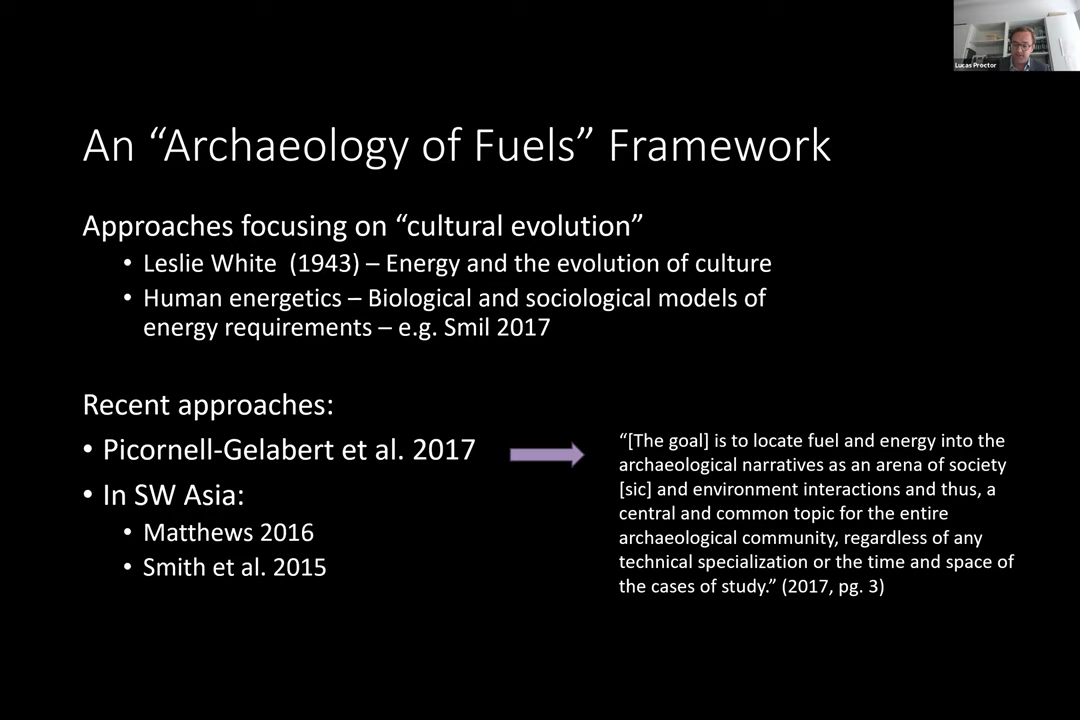 Lucas Proctor
An “Archaeology of Fuels” Framework
Approaches focusing on “cultural evolution”
• Leslie White (1943) – Energy and the evolution of culture
• Human energetics – Biological and sociological models of
energy requirements – e.g. Smil 2017
Recent approaches:
• Picornell-Gelabert et al. 2017
• In SW Asia:
• Matthews 2016
• Smith et al. 2015
“[The goal] is to locate fuel and energy into the
archaeological narratives as an arena of society
[sic] and environment interactions and thus, a
central and common topic for the entire
archaeological community, regardless of any
technical specialization or the time and space of
the cases of study.” (2017, pg. 3)